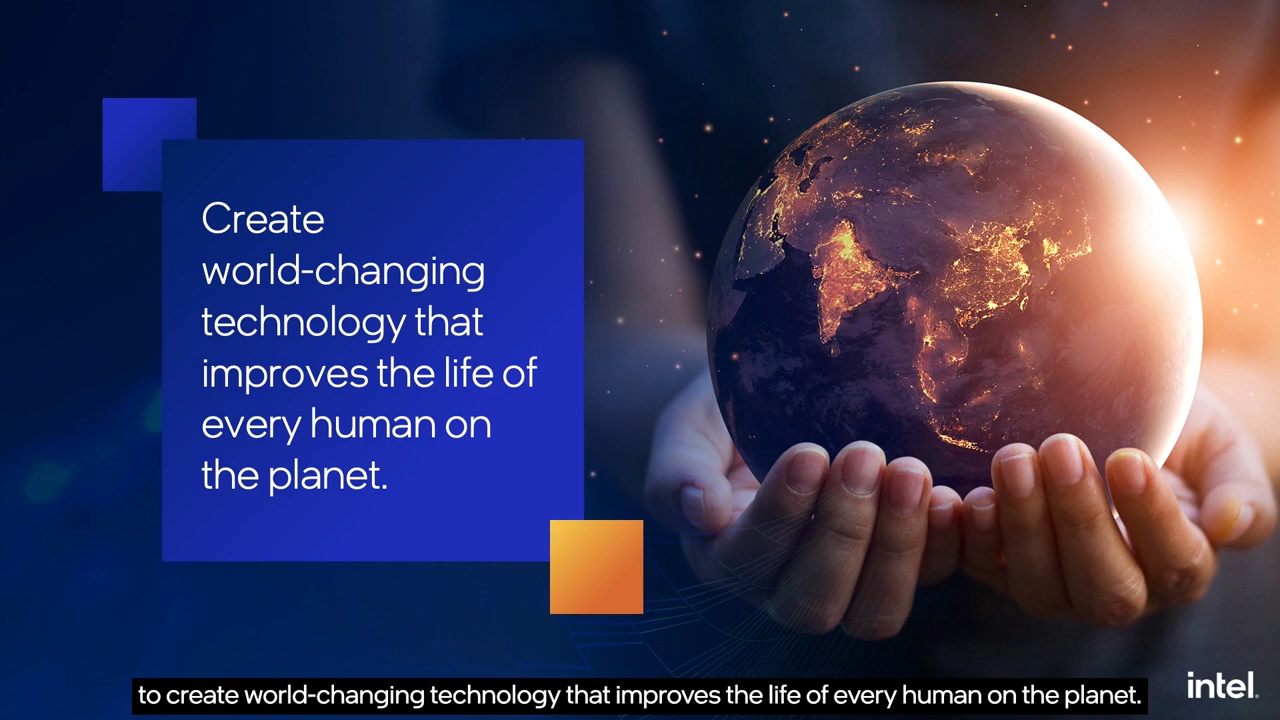 Create
world-changing
technology that
improves the life of
every human on
the planet.
to create world-changing technology that improves the life of every human on the planet.
intel.